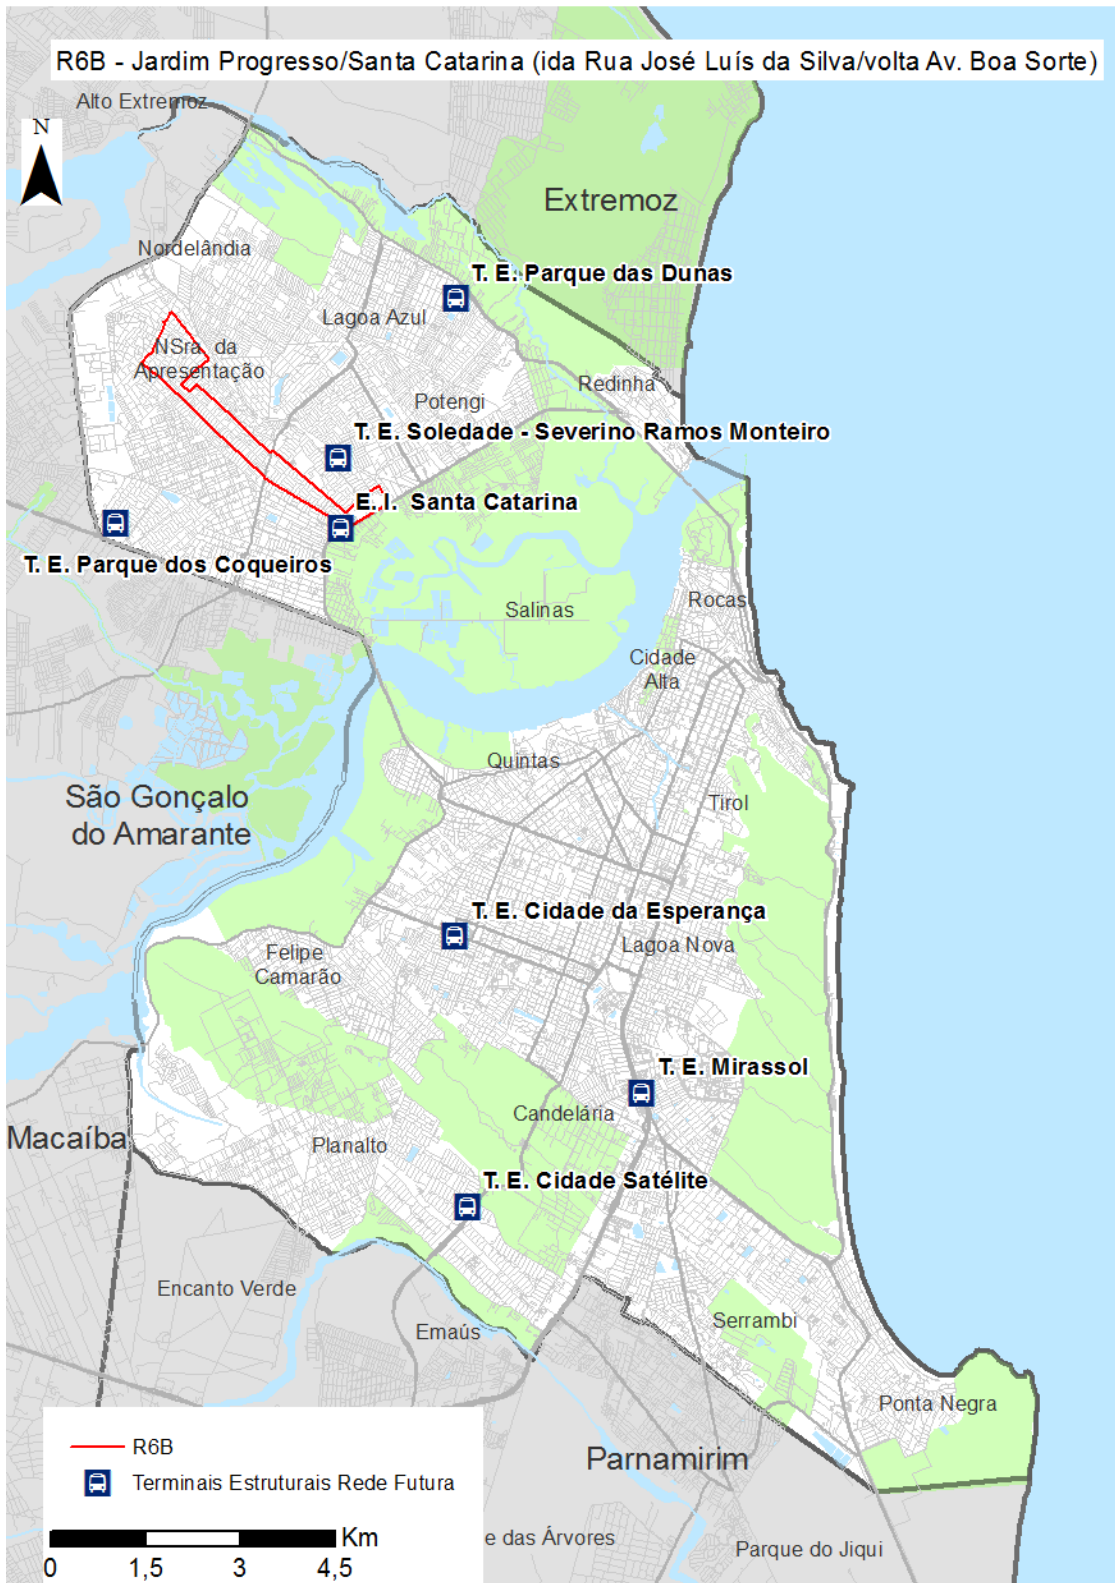 R6B - Jardim Progresso/Santa Catarina (ida Rua José Luís da Silva/volta Av. Boa Sorte)
Alto Extremoz
N
Extremoz
Nordelândia
T. E. Parque das Dunas
Lagoa Azul
NSra. da
Apresentação
Redinha
Potengi
T. E. Soledade - Severino Ramos Monteiro
E. I. Santa Catarina
T. E. Parque dos Coqueiros
Salinas
Rocas
Cidade
Alta
Quintas
São Gonçalo
do Amarante
Tirol
T. E. Cidade da Esperança
Lagoa Nova
Felipe
Camarão
T. E. Mirassol
Candelária
Macaíba
Planalto
T. E. Cidade Satélite
Encanto Verde
Emaús
Serrambi
Ponta Negra
Parnamirim
R6B
Terminais Estruturais Rede Futura
Km
0 1,5 3 4,5
e das Árvores
Parque do Jiqui